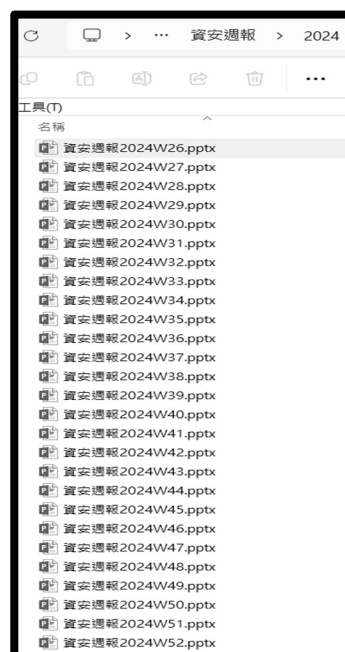 資安週報 > 2024
工具(T)
名稱
資安週報2024W26.pptx
資安週報2024W27.pptx
資安週報2024W28.pptx
資安週報2024W29.pptx
資安週報2024W30.pptx
資安週報2024W31.pptx
資安週報2024W32.pptx
資安週報2024W33.pptx
資安週報2024W34.pptx
資安週報2024W35.pptx
資安週報2024W36.pptx
資安週報2024W37.pptx
資安週報2024W38.pptx
資安週報2024W39.pptx
資安週報2024W40.pptx
資安週報2024W41.pptx
資安週報2024W42.pptx
資安週報2024W43.pptx
資安週報2024W44.pptx
資安週報2024W45.pptx
資安週報2024W46.pptx
資安週報2024W47.pptx
資安週報2024W48.pptx
資安週報2024W49.pptx
資安週報2024W50.pptx
資安週報2024W51.pptx
資安週報2024W52.pptx